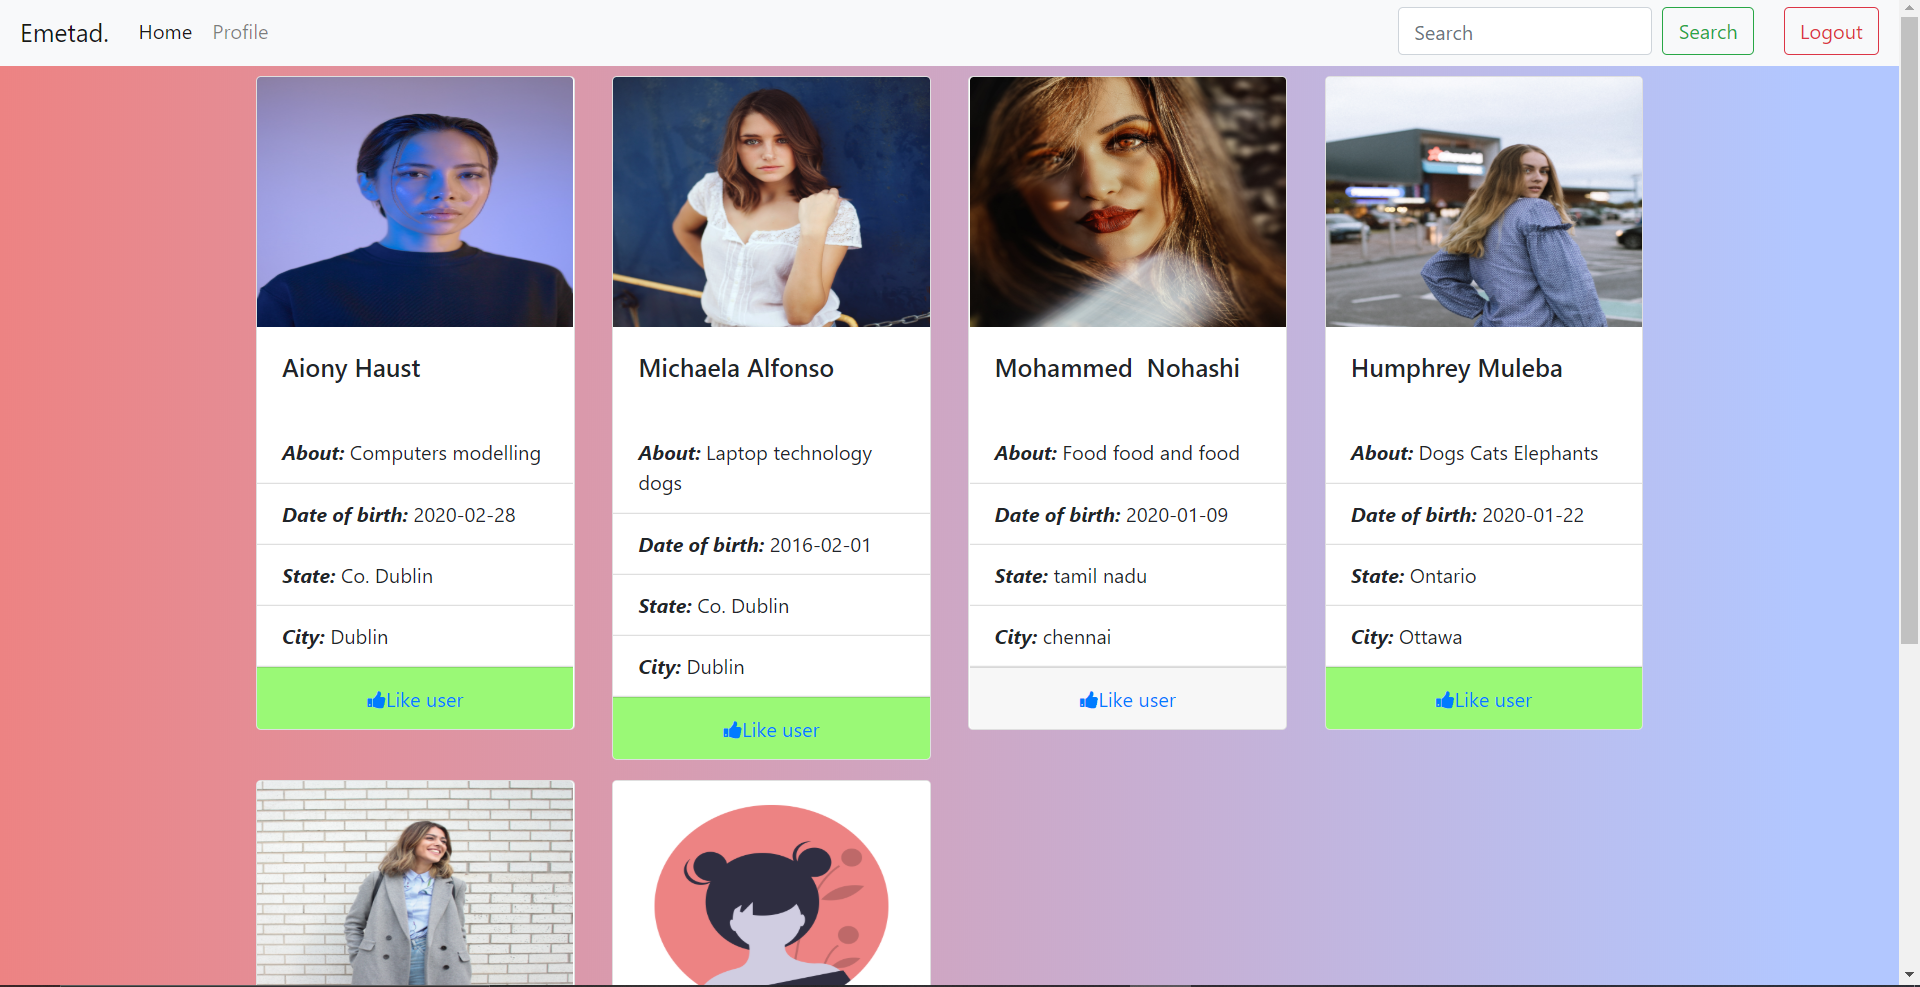 Emetad. Home Profile Search Search Logout
Aiony Haust
About: Computers modelling
Date of birth: 2020-02-28
State: Co. Dublin
City: Dublin
Like user
Michaela Alfonso
About: Laptop technology
dogs
Date of birth: 2016-02-01
State: Co. Dublin
City: Dublin
Like user
Mohammed  Nohashi
About: Food food and food
Date of birth: 2020-01-09
State: tamil nadu
City: chennai
Like user
Humphrey Muleba
About: Dogs Cats Elephants
Date of birth: 2020-01-22
State: Ontario
City: Ottawa
Like user